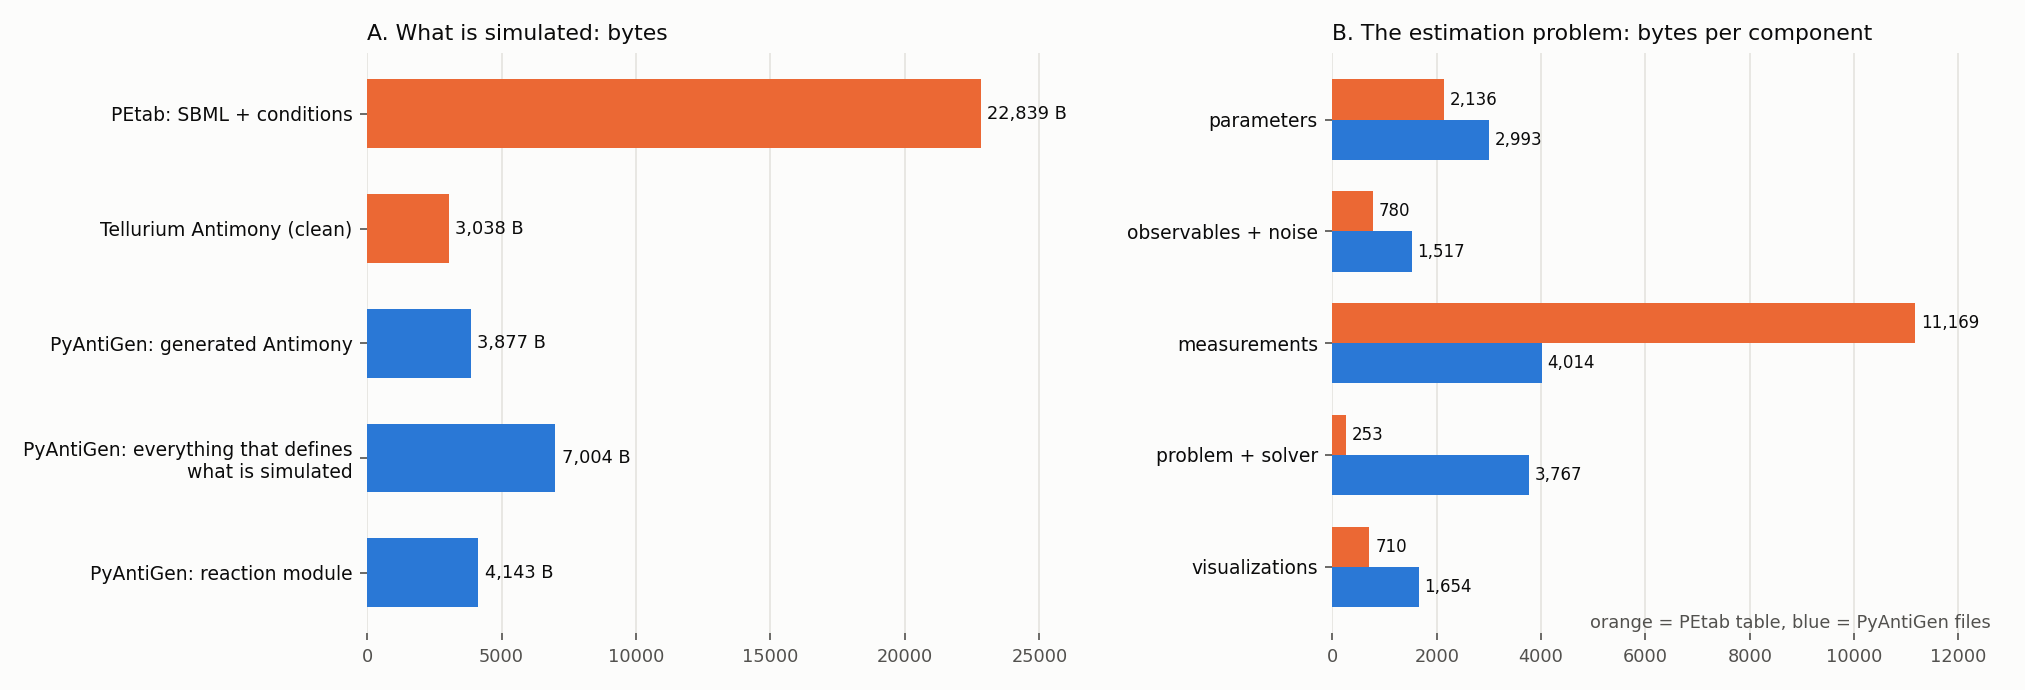 A. What is simulated: bytes
PEtab: SBML + conditions
22,839 B
Tellurium Antimony (clean)
3,038 B
PyAntiGen: generated Antimony
3,877 B
PyAntiGen: everything that defines
what is simulated
7,004 B
PyAntiGen: reaction module
4,143 B
0 5000 10000 15000 20000 25000
B. The estimation problem: bytes per component
parameters
2,136
2,993
observables + noise
780
1,517
measurements
11,169
4,014
problem + solver
253
3,767
visualizations
710
1,654
orange = PEtab table, blue = PyAntiGen files
0 2000 4000 6000 8000 10000 12000